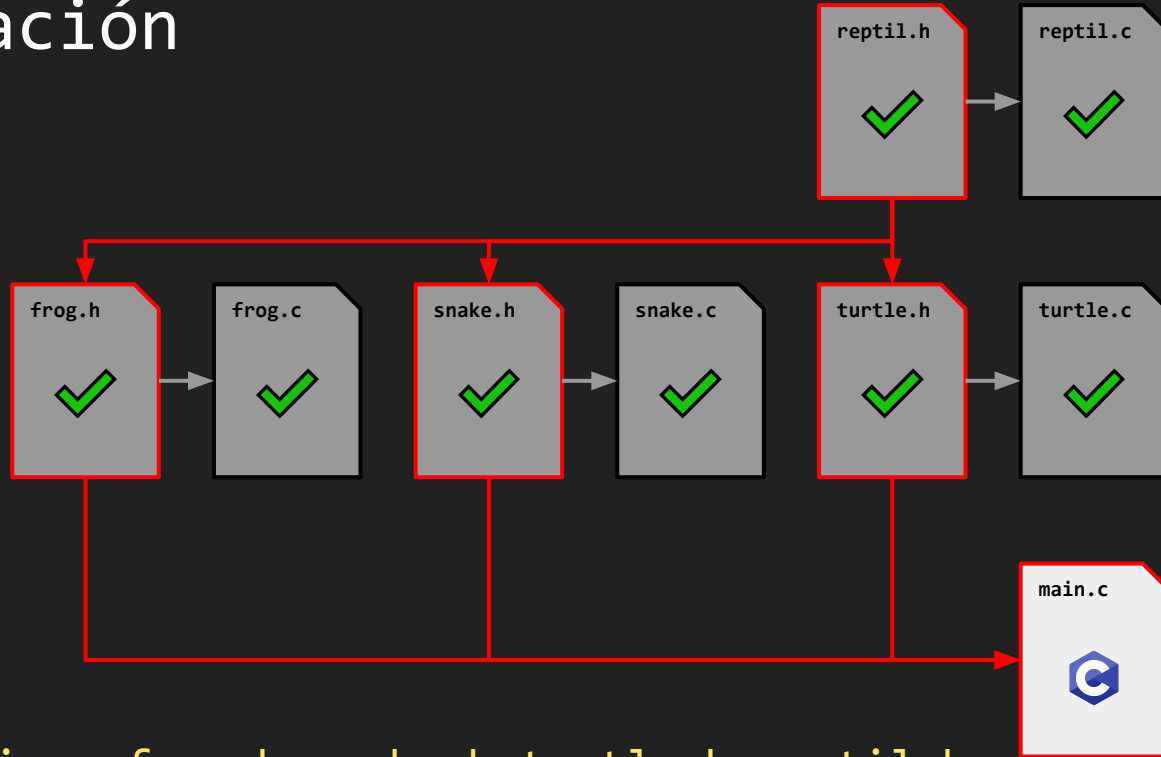 ación
reptil.h
reptil.c
frog.h
frog.c
snake.h
snake.c
turtle.h
turtle.c
main.c
C